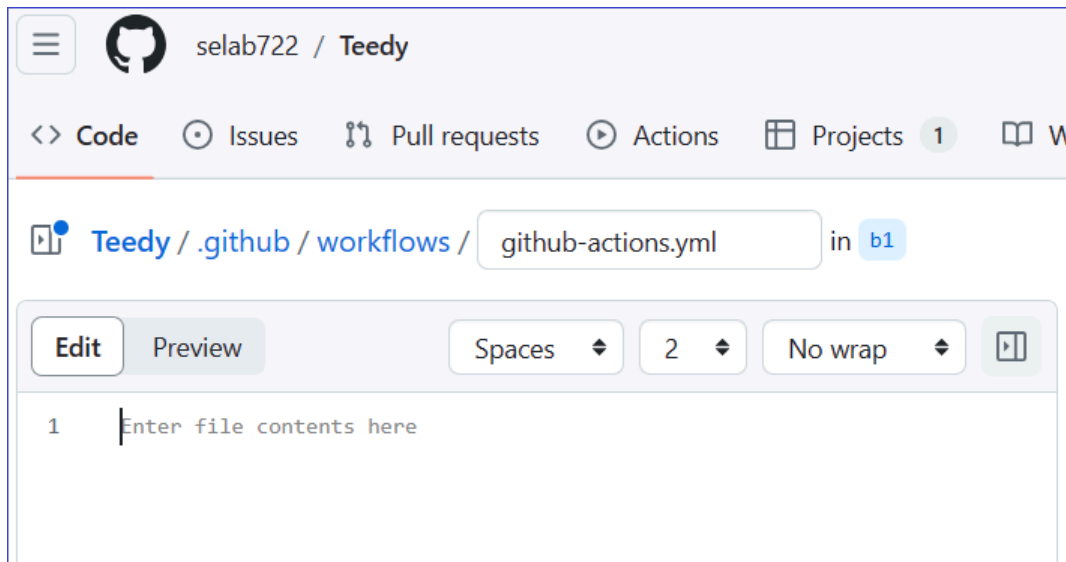 selab722 / Teedy
Code Issues Pull requests Actions Projects 1 W
Teedy / .github / workflows / github-actions.yml in b1
Edit Preview Spaces 2 No wrap
1 Enter file contents here